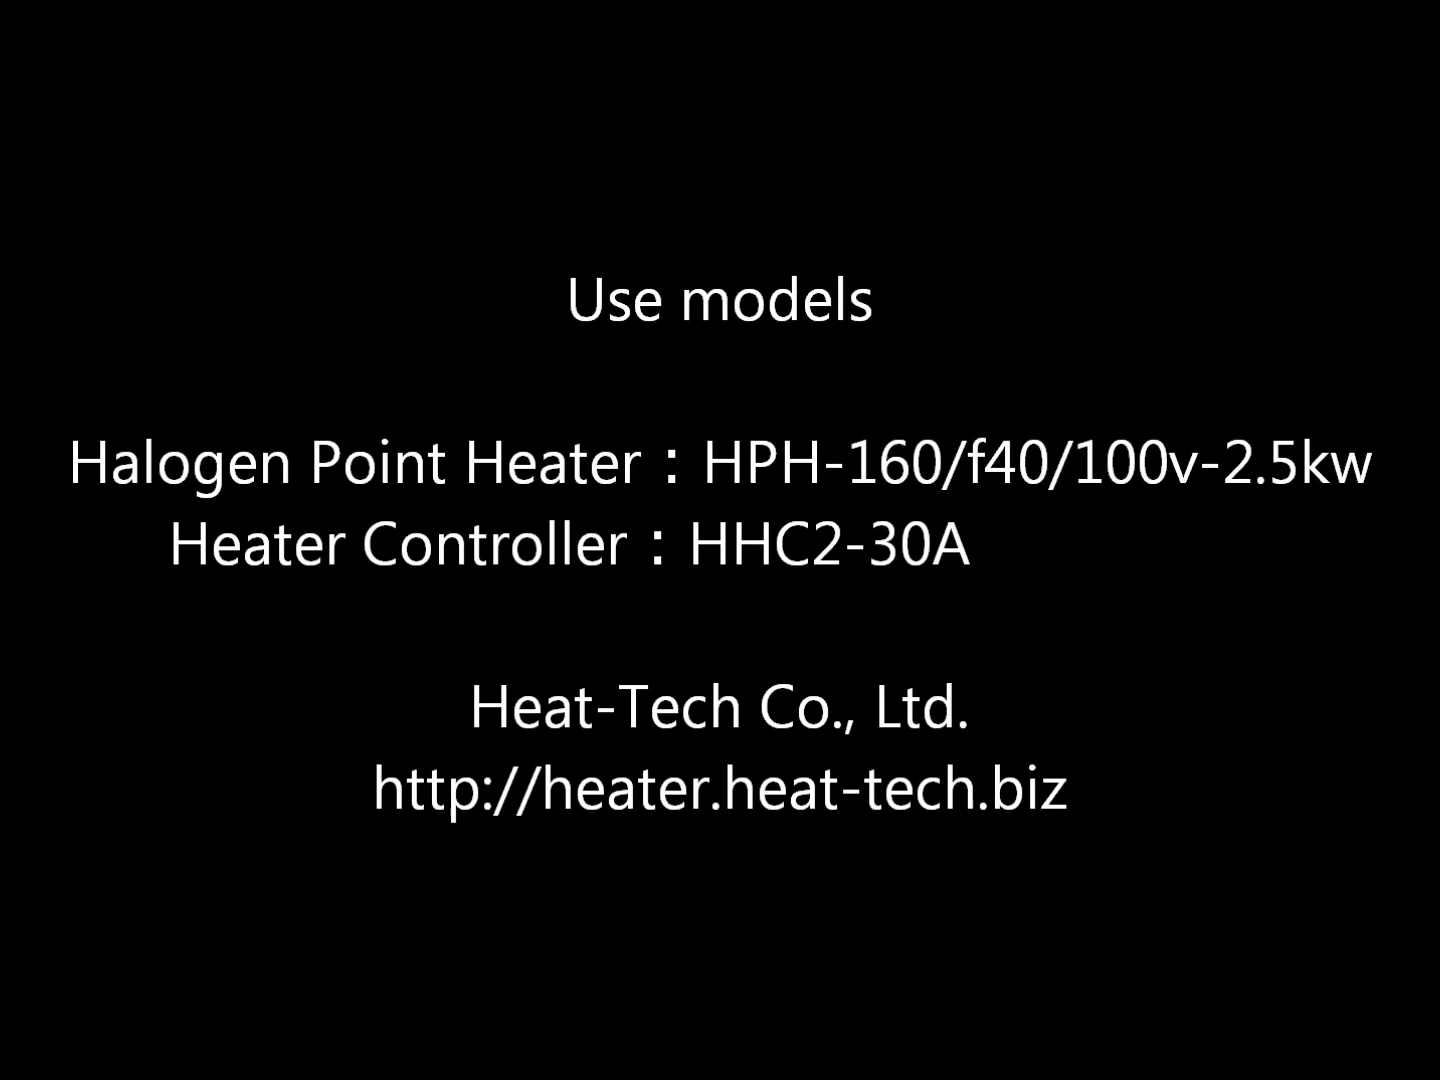 Use models
Halogen Point Heater：HPH-160/f40/100v-2.5kw
Heater Controller：HHC2-30A
Heat-Tech Co., Ltd.
http://heater.heat-tech.biz